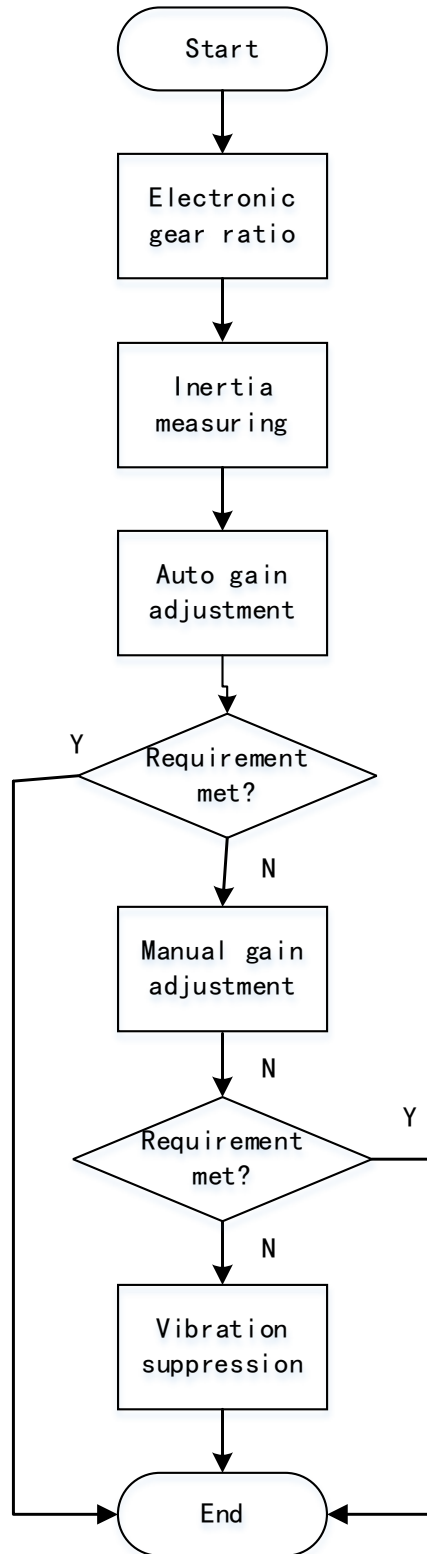 Start
Electronic
gear ratio
Inertia
measuring
Auto gain
adjustment
Y
Requirement
met?
N
Manual gain
adjustment
N
Y
Requirement
met?
N
Vibration
suppression
End